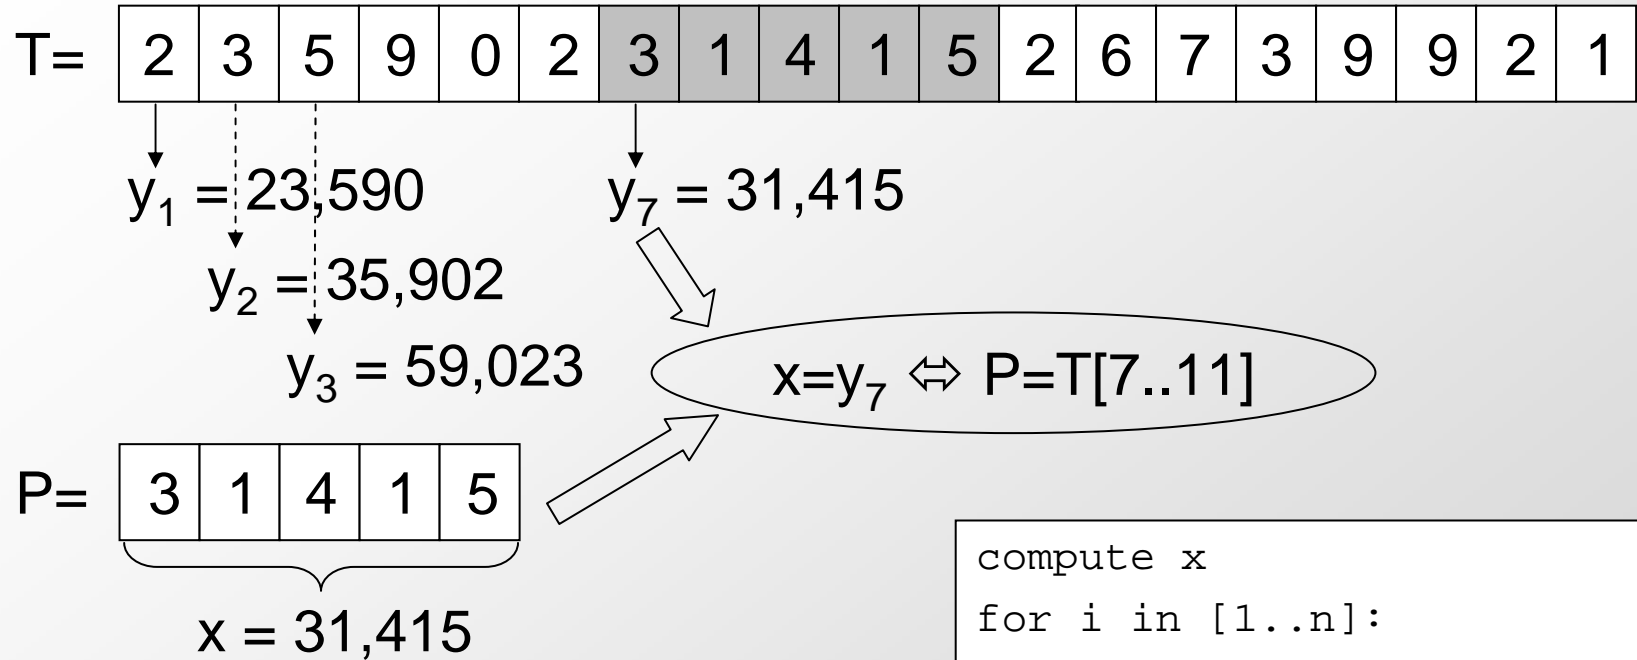 T= 2 3 5 9 0 2 3 1 4 1 5 2 6 7 3 9 9 2 1
y1 = 23,590 y7 = 31,415
y2 = 35,902
y3 = 59,023
x=y7 ⇔ P=T[7..11]
P= 3 1 4 1 5
x = 31,415
compute x
for i in [1..n]: